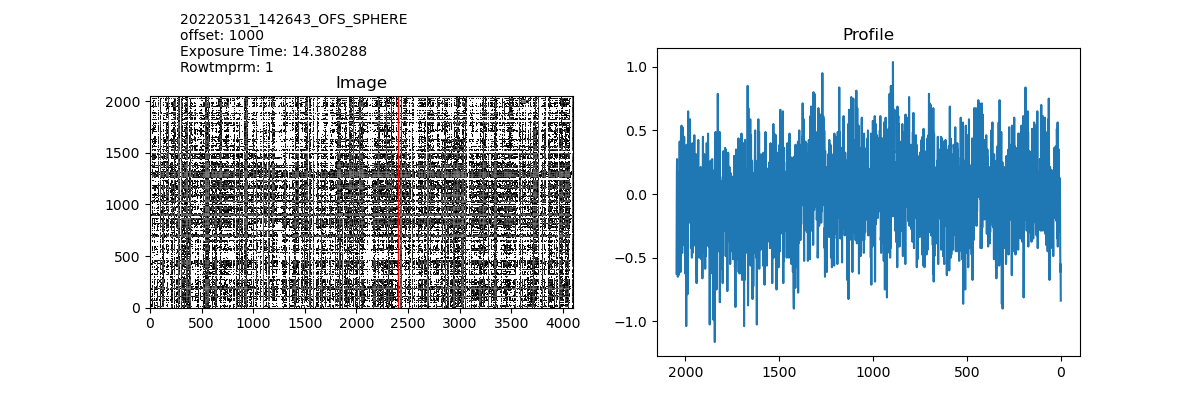 20220531_142643_OFS_SPHERE
offset: 1000
Exposure Time: 14.380288
Rowtmprm: 1
Image
2000
1500
1000
500
0
0 500 1000 1500 2000 2500 3000 3500 4000
Profile
1.0
0.5
0.0
−0.5
−1.0
2000 1500 1000 500 0